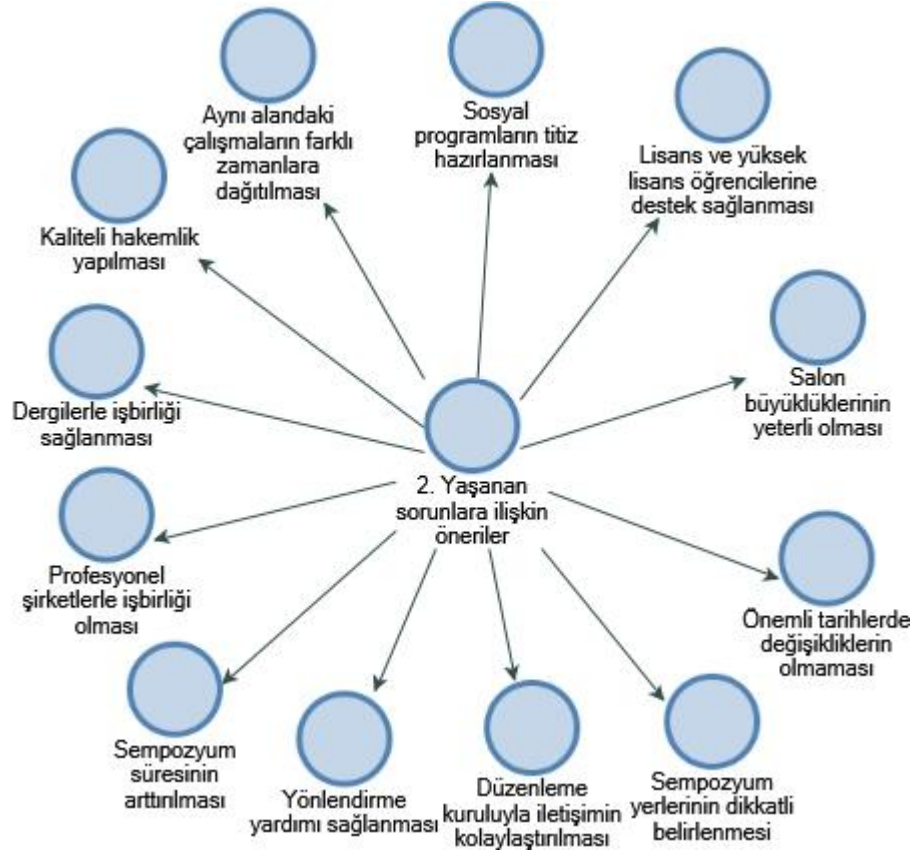 Aynı alandaki
çalışmaların farklı
zamanlara
dağıtılması
Sosyal
programların titiz
hazırlanması
Lisans ve yüksek
lisans öğrencilerine
destek sağlanması
Kaliteli hakemlik
yapılması
Salon
büyüklüklerinin
yeterli olması
Dergilerle işbirliği
sağlanması
2. Yaşanan
sorunlara ilişkin
öneriler
Profesyonel
şirketlerle işbirliği
olması
Önemli tarihlerde
değişikliklerin
olmaması
Sempozyum
süresinin
arttırılması
Yönlendirme
yardımı sağlanması
Düzenleme
kuruluyla iletişimin
kolaylaştırılması
Sempozyum
yerlerinin dikkatli
belirlenmesi